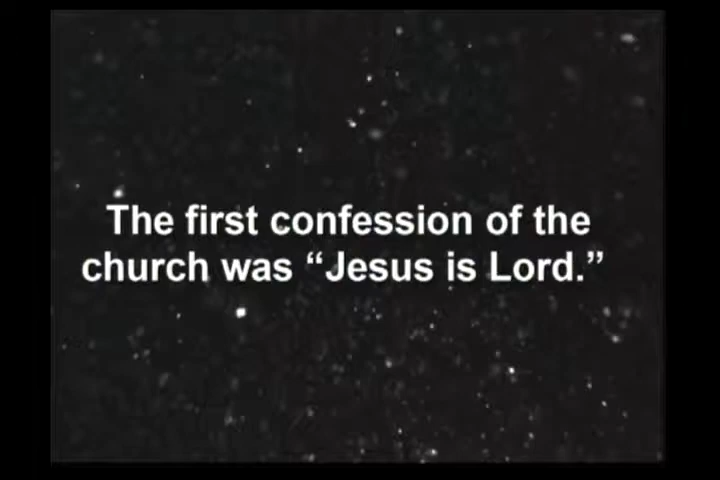 The first confession of the
church was “Jesus is Lord.”